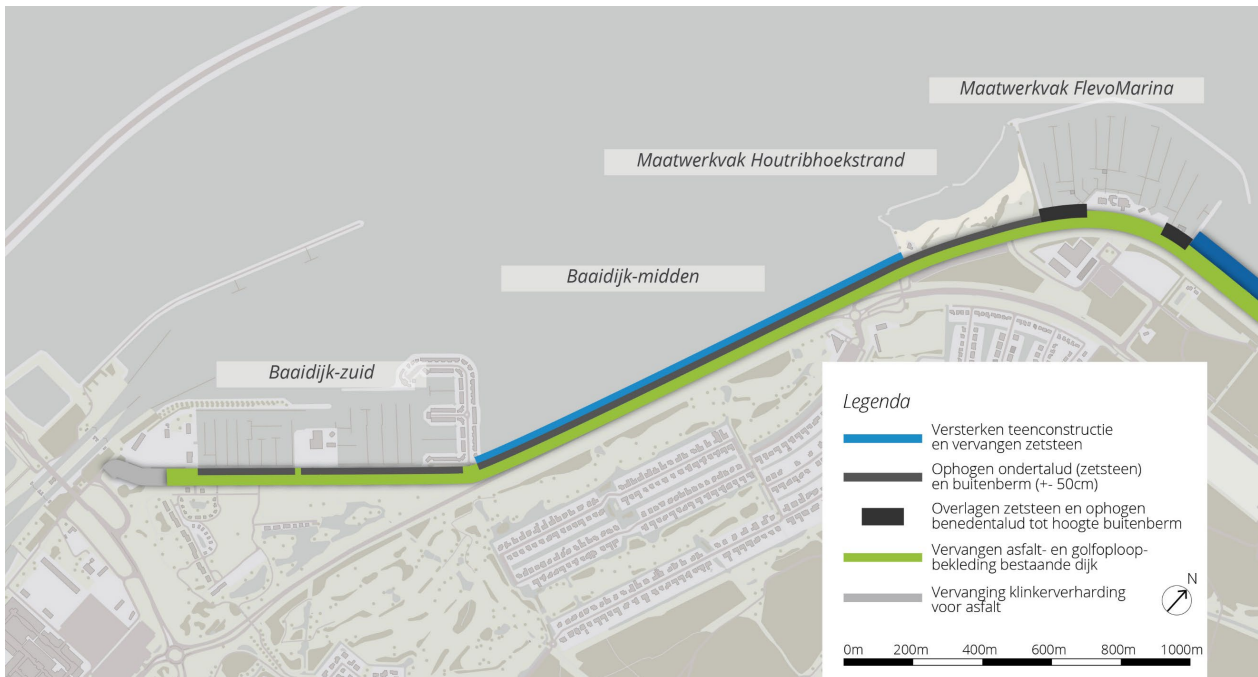 Maatwerkvak FlevoMarina
Maatwerkvak Houtribhoekstrand
Baaidijk-midden
Baaidijk-zuid
Legenda
Versterken teenconstructie
en vervangen zetsteen
Ophogen ondertalud (zetsteen)
en buitenberm (+- 50cm)
Overlagen zetsteen en ophogen
benedentalud tot hoogte buitenberm
Vervangen asfalt- en golfoploop-
bekleding bestaande dijk
Vervanging klinkerverharding
voor asfalt
N
0m 200m 400m 600m 800m 1000m